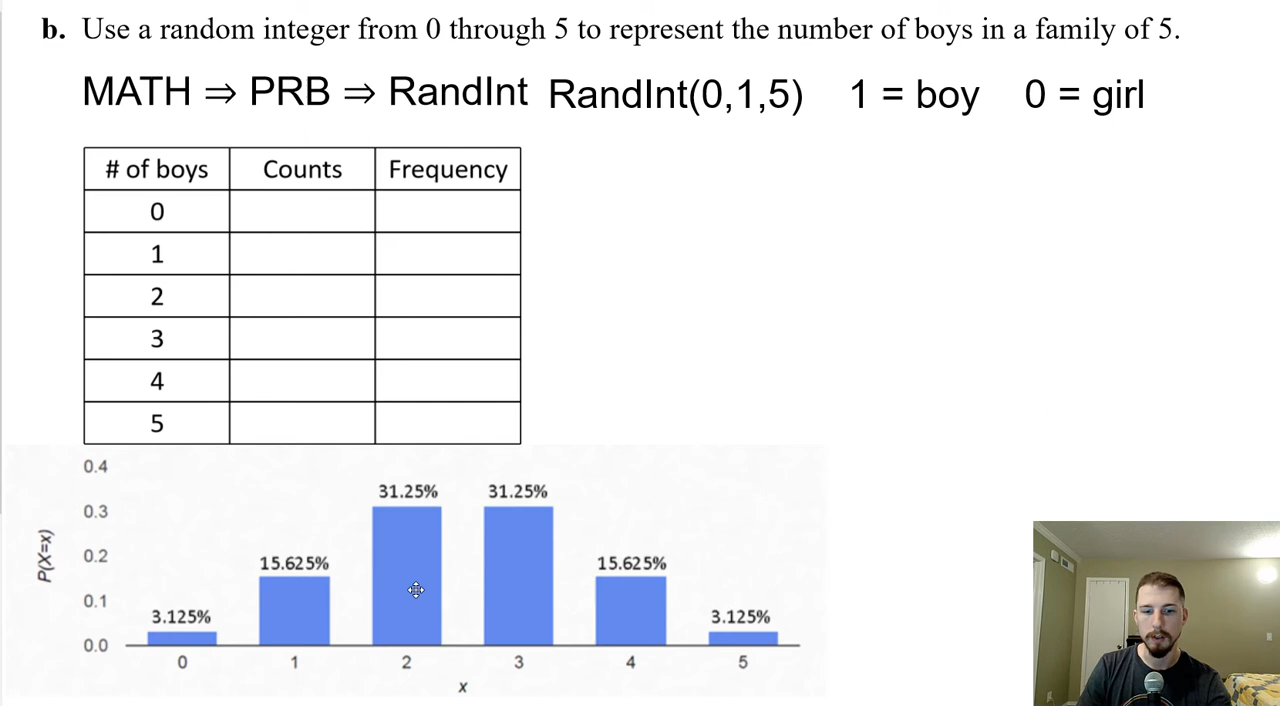 b. Use a random integer from 0 through 5 to represent the number of boys in a family of 5.
MATH ⇒ PRB ⇒ RandInt RandInt(0,1,5) 1 = boy 0 = girl
# of boys Counts Frequency
0
1
2
3
4
5
0.4
0.3
0.2
0.1
0.0
P(X=x)
3.125% 15.625% 31.25% 31.25% 15.625% 3.125%
0 1 2 3 4 5
x